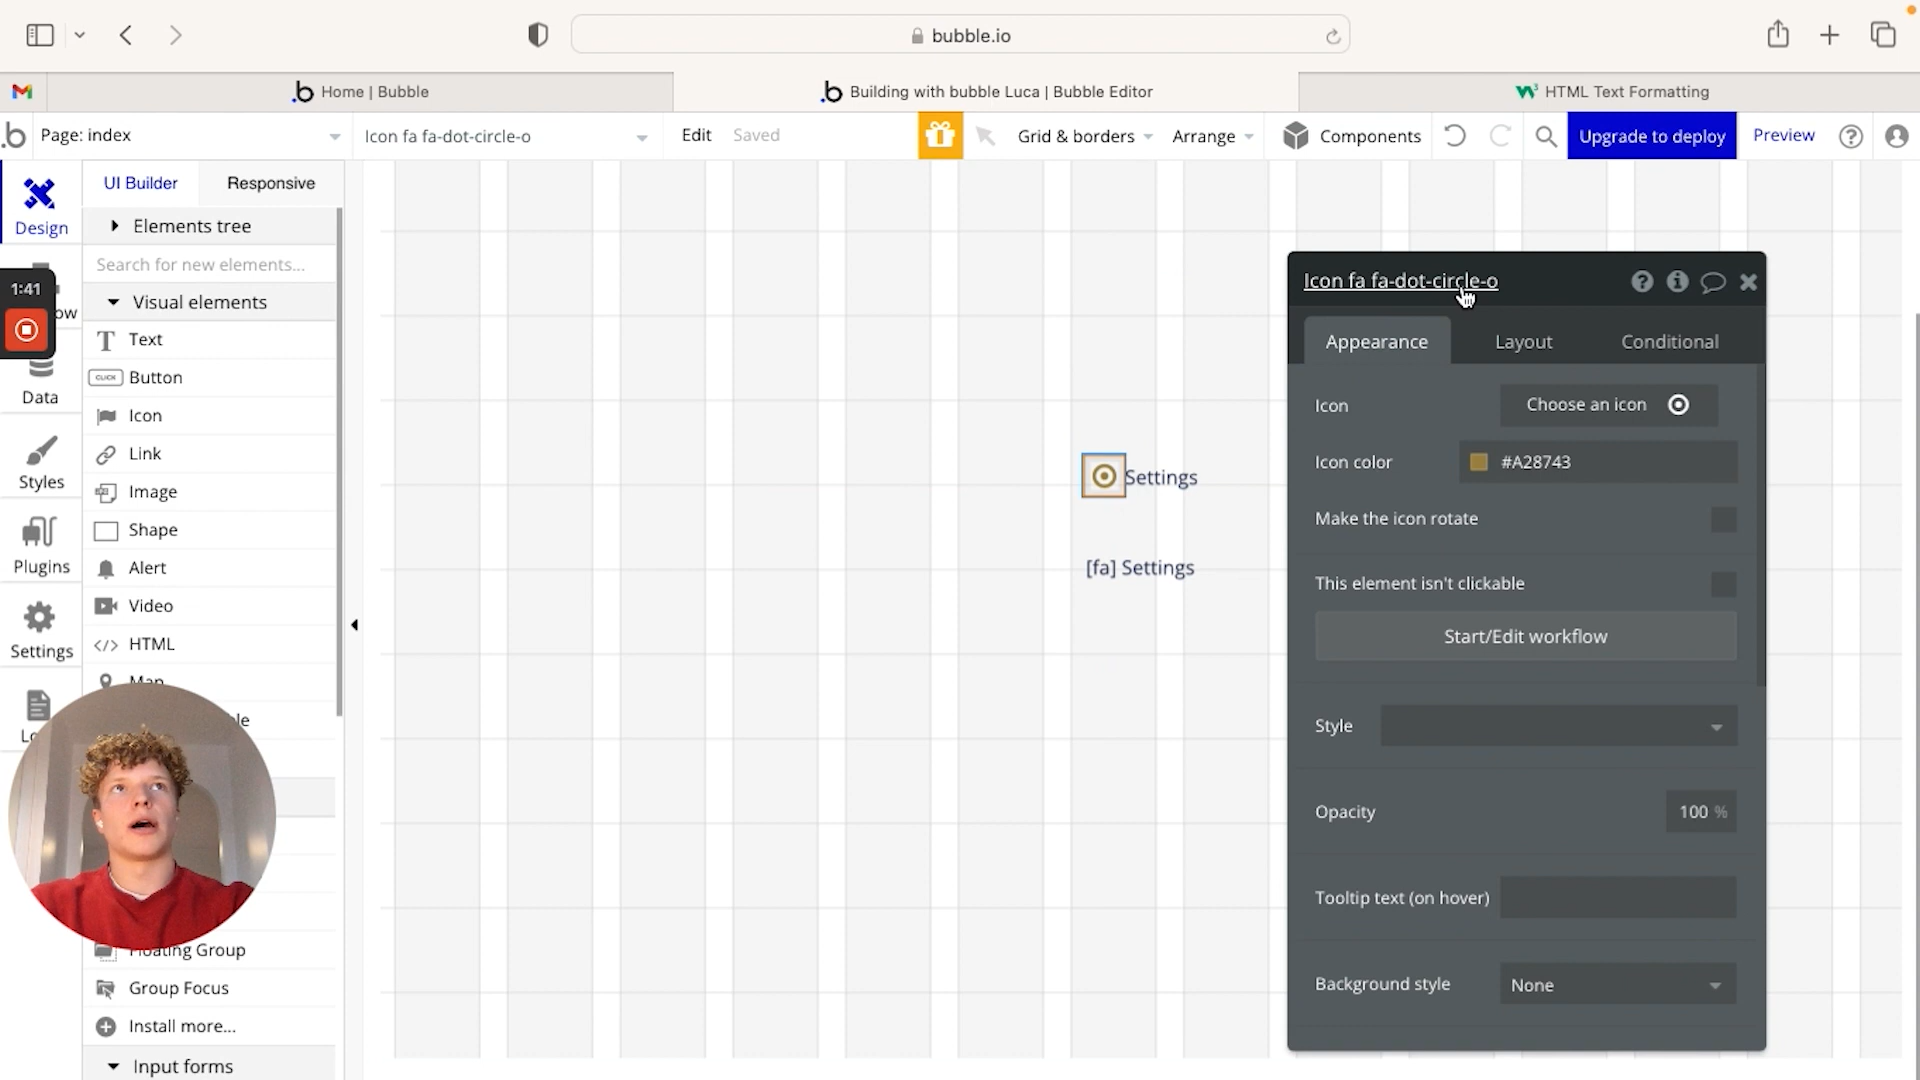 bubble.io
Home | Bubble
Building with bubble Luca | Bubble Editor
HTML Text Formatting
Page: index
Icon fa fa-dot-circle-o
Edit
Saved
Grid & borders
Arrange
Components
Upgrade to deploy
Preview
UI Builder
Responsive
Design
Elements tree
Search for new elements...
1:41
Visual elements
Text
Data
CLICK
Button
Icon
Link
Styles
Image
Shape
Plugins
Alert
Video
Settings
HTML
Map
Floating Group
Group Focus
Install more...
Input forms
Settings
[fa] Settings
Icon fa fa-dot-circle-o
Appearance
Layout
Conditional
Icon
Choose an icon
Icon color
#A28743
Make the icon rotate
This element isn't clickable
Start/Edit workflow
Style
Opacity
100 %
Tooltip text (on hover)
Background style
None